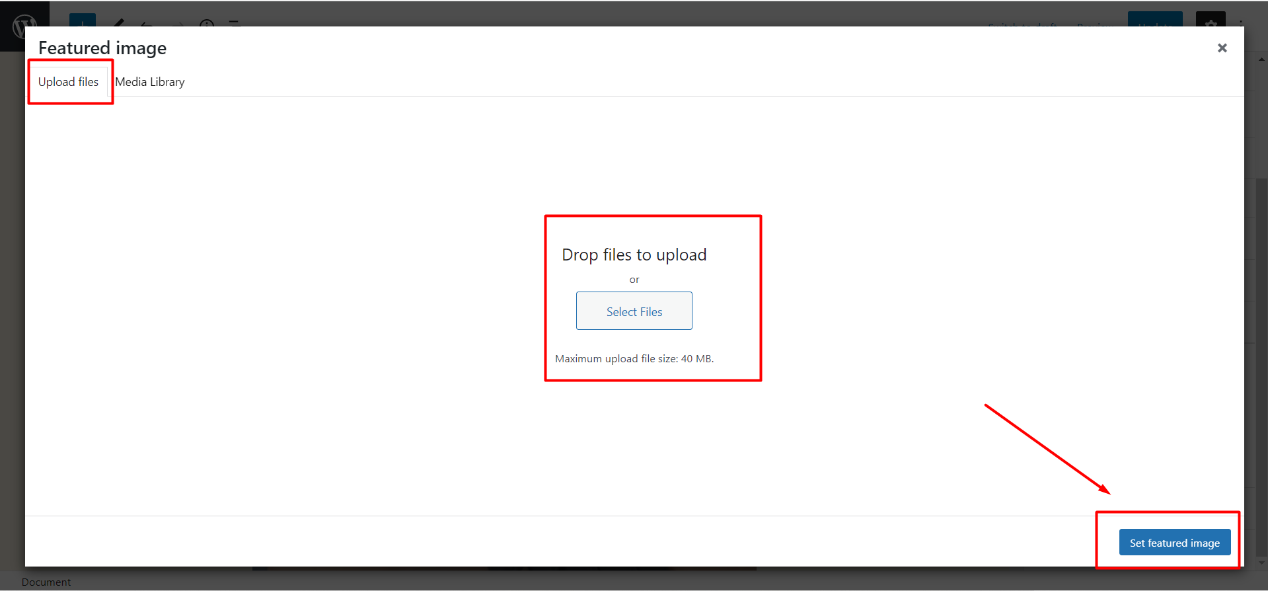 Featured image
Upload files
Media Library
Drop files to upload
or
Select Files
Maximum upload file size: 40 MB.
Set featured image
Document